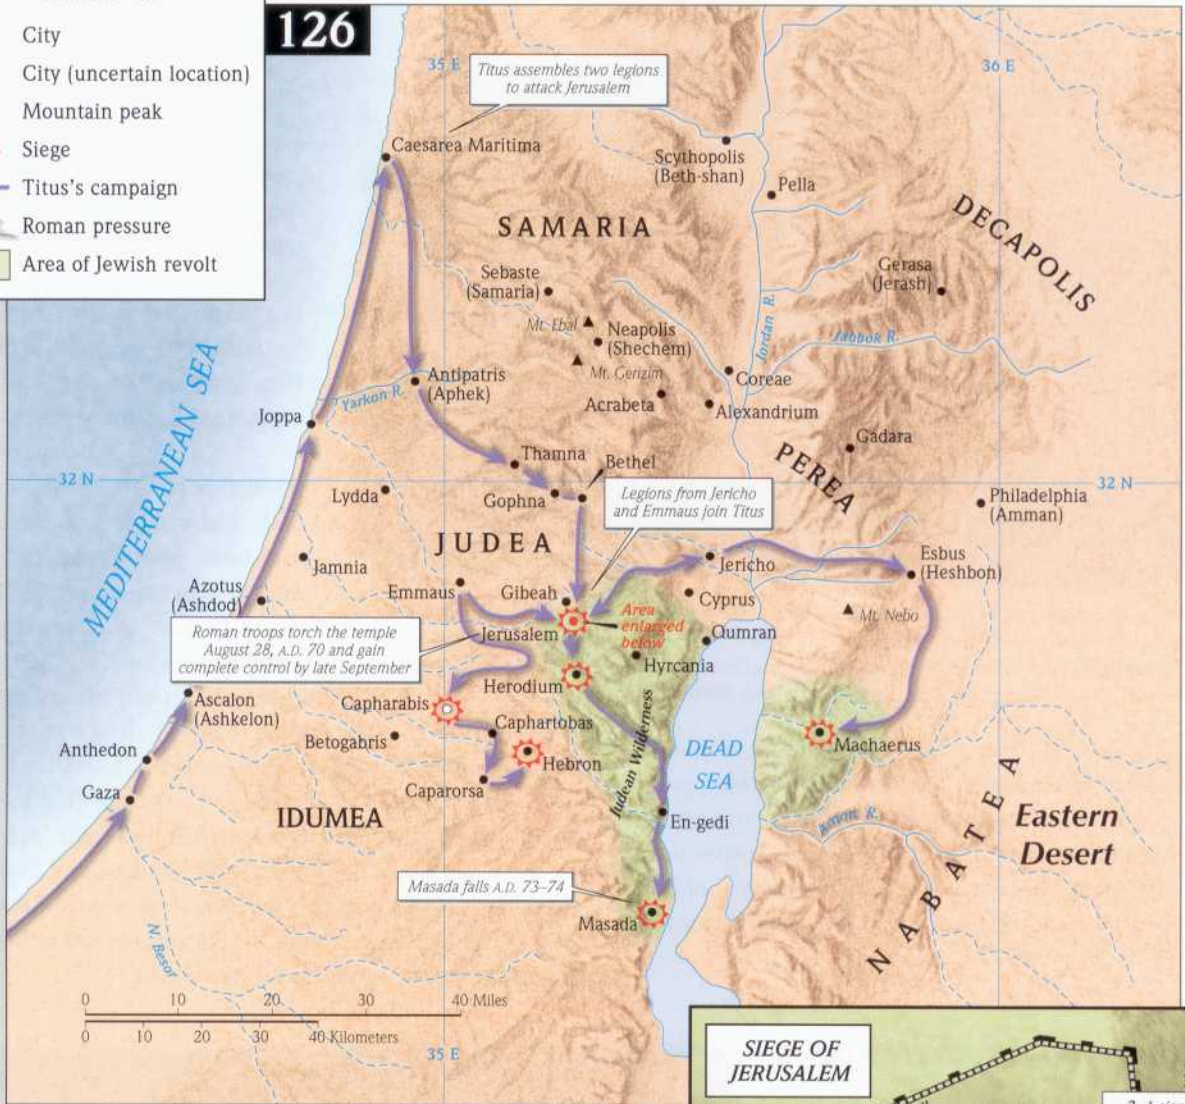 City
City (uncertain location)
Mountain peak
Siege
Titus's campaign
Roman pressure
Area of Jewish revolt
126
35 E
36 E
Titus assembles two legions
to attack Jerusalem
Caesarea Maritima
Scythopolis
(Beth-shan)
Pella
SAMARIA
DECAPOLIS
Sebaste
(Samaria)
Gerasa
(Jerash)
Mt. Ebal
Neapolis
(Shechem)
Mt. Gerizim
Jordan R.
Jabbok R.
MEDITERRANEAN SEA
Antipatris
(Aphek)
Yarkon R.
Coreae
Acrabeta
Alexandrium
Joppa
Gadara
Thamna
Bethel
PEREA
32 N
32 N
Lydda
Gophna
Legions from Jericho
and Emmaus join Titus
Philadelphia
(Amman)
JUDEA
Jamnia
Jericho
Esbus
(Heshbon)
Azotus
(Ashdod)
Emmaus
Gibeah
Cyprus
Mt. Nebo
Roman troops torch the temple
August 28, A.D. 70 and gain
complete control by late September
Jerusalem
Area
enlarged
below
Qumran
Hyrcania
Herodium
Ascalon
(Ashkelon)
Capharabis
Caphartobas
Betogabris
Hebron
Judean Wilderness
DEAD
SEA
Machaerus
Anthedon
Gaza
Caparorsa
IDUMEA
En-gedi
Arnon R.
NABATEA
Eastern
Desert
Masada falls A.D. 73–74
Masada
N. Besor
0 10 20 30 40 Miles
0 10 20 30 40 Kilometers
35 E
SIEGE OF
JERUSALEM